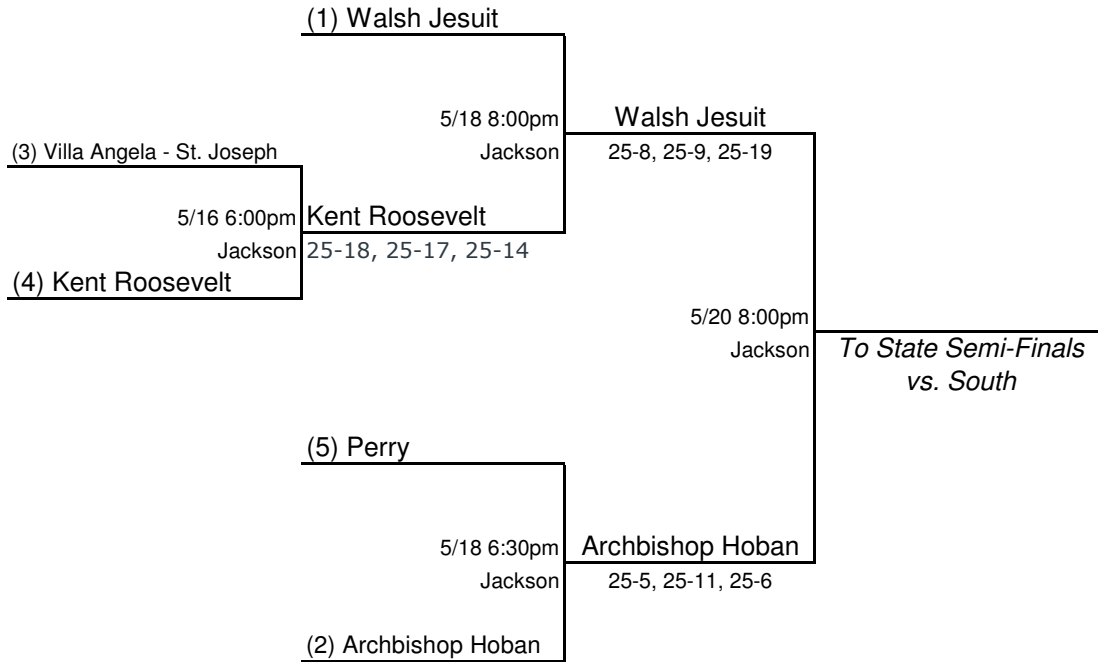 (1) Walsh Jesuit
5/18 8:00pm
Walsh Jesuit
(3) Villa Angela - St. Joseph
Jackson
25-8, 25-9, 25-19
5/16 6:00pm
Kent Roosevelt
Jackson
25-18, 25-17, 25-14
(4) Kent Roosevelt
5/20 8:00pm
Jackson
To State Semi-Finals
vs. South
(5) Perry
5/18 6:30pm
Archbishop Hoban
Jackson
25-5, 25-11, 25-6
(2) Archbishop Hoban